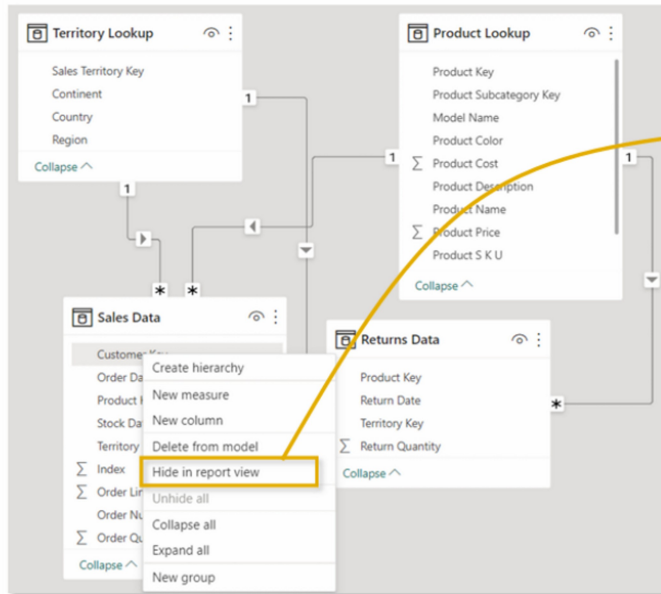 Territory Lookup
Sales Territory Key
Continent
Country
Region
Collapse
1
1
Product Lookup
Product Key
Product Subcategory Key
Model Name
Product Color
Σ Product Cost
Product Description
Product Name
Σ Product Price
Product S K U
Collapse
1
1
*
*
Sales Data
Customer Key
Order Da
Product
Stock Da
Territory
Σ Index
Σ Order Lin
Order Nu
Σ Order Qu
Collapse
Create hierarchy
New measure
New column
Delete from model
Hide in report view
Unhide all
Collapse all
Expand all
New group
Returns Data
Product Key
Return Date
Territory Key
Σ Return Quantity
Collapse
*